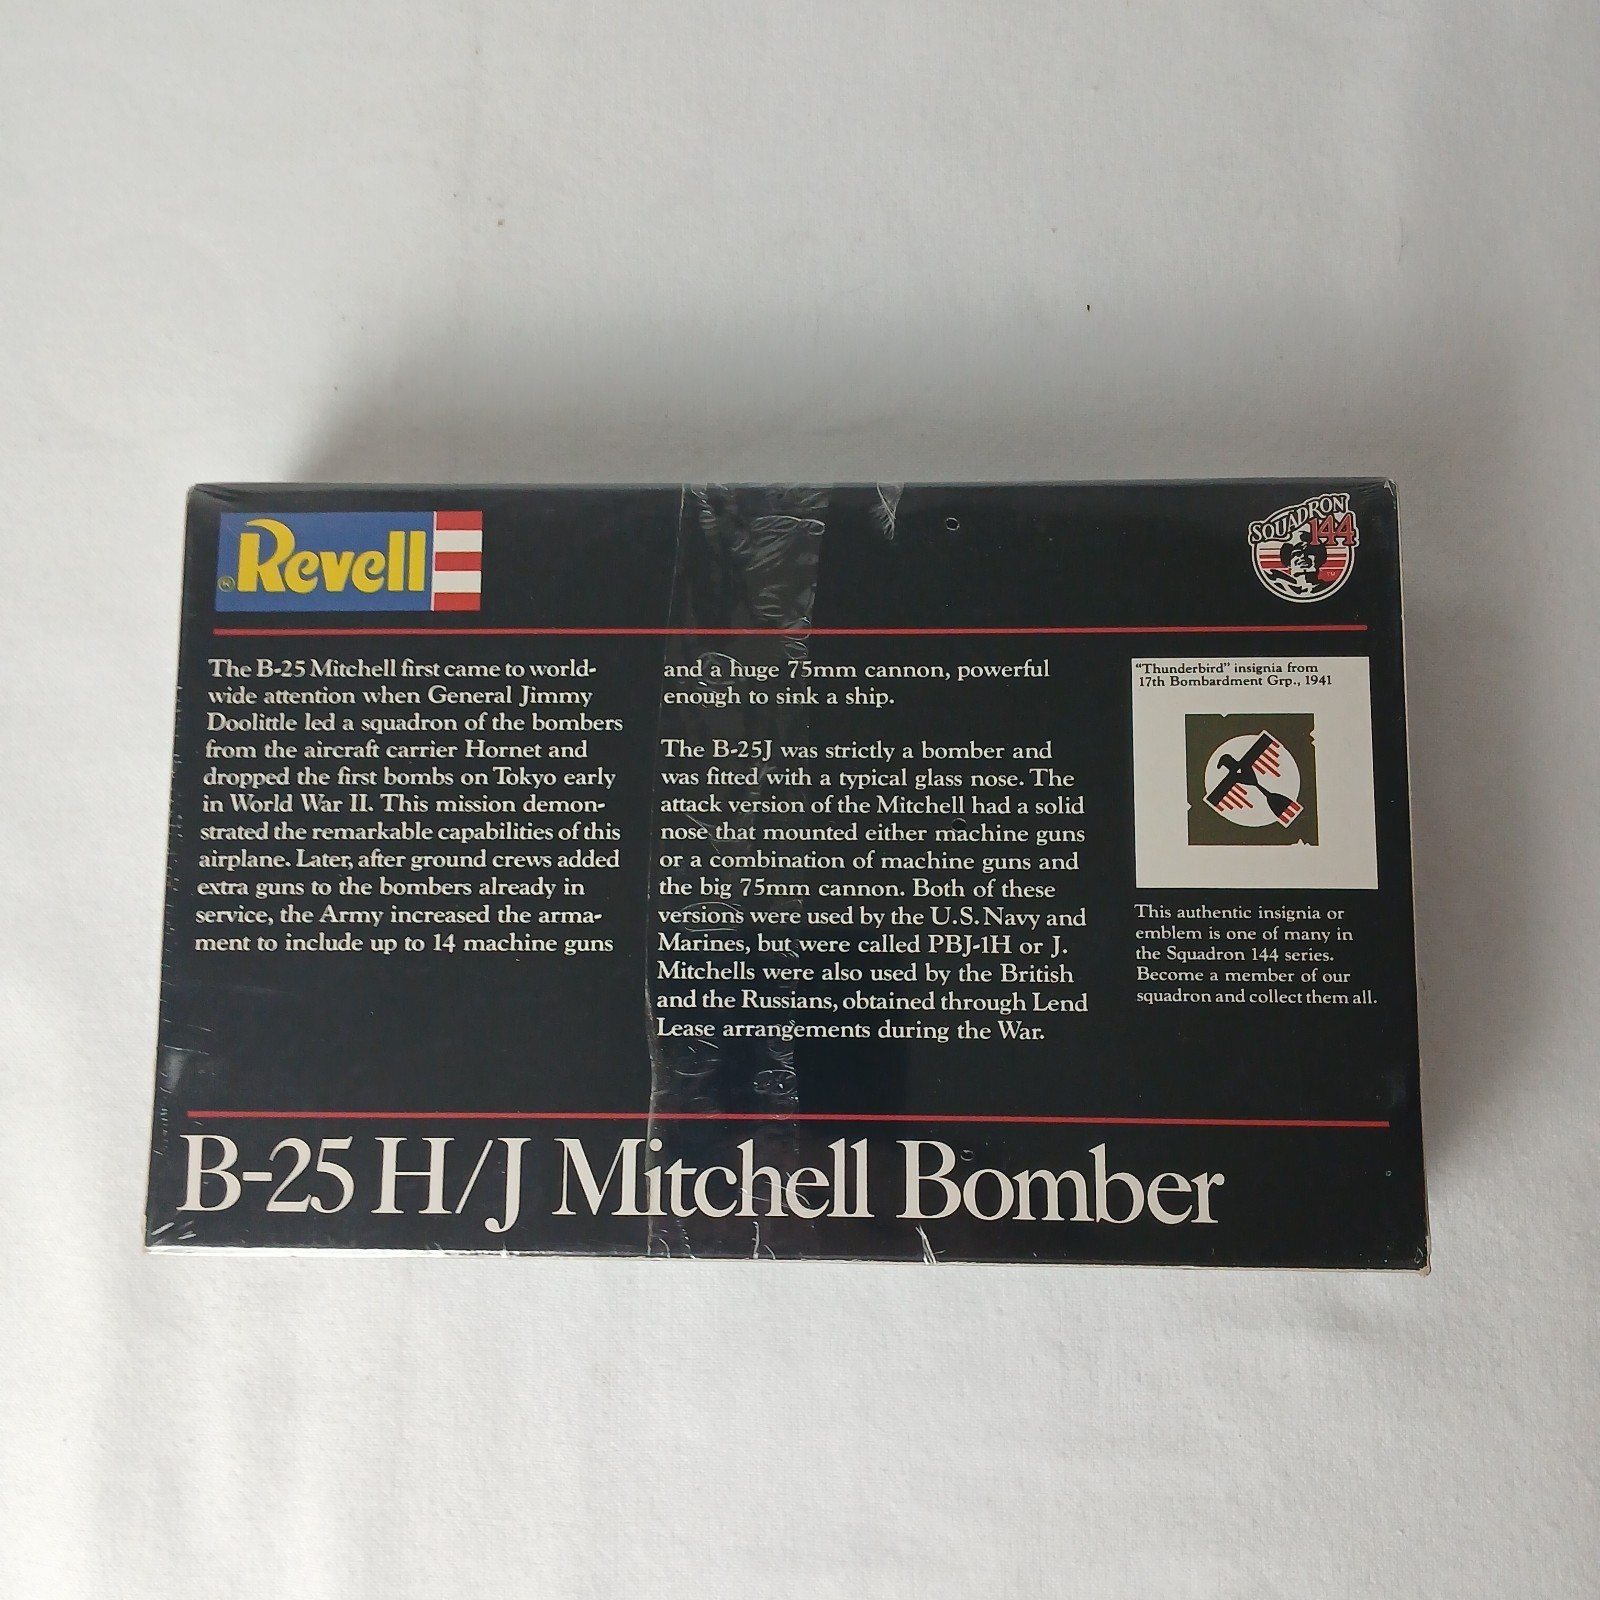 ® Revell
SQUADRON
144
TM
The B-25 Mitchell first came to world-
wide attention when General Jimmy
Doolittle led a squadron of the bombers
from the aircraft carrier Hornet and
dropped the first bombs on Tokyo early
in World War II. This mission demon-
strated the remarkable capabilities of this
airplane. Later, after ground crews added
extra guns to the bombers already in
service, the Army increased the arma-
ment to include up to 14 machine guns
and a huge 75mm cannon, powerful
enough to sink a ship.
The B-25J was strictly a bomber and
was fitted with a typical glass nose. The
attack version of the Mitchell had a solid
nose that mounted either machine guns
or a combination of machine guns and
the big 75mm cannon. Both of these
versions were used by the U.S. Navy and
Marines, but were called PBJ-1H or J.
Mitchells were also used by the British
and the Russians, obtained through Lend
Lease arrangements during the War.
"Thunderbird" insignia from
17th Bombardment Grp., 1941
This authentic insignia or
emblem is one of many in
the Squadron 144 series.
Become a member of our
squadron and collect them all.
B-25 H/J Mitchell Bomber